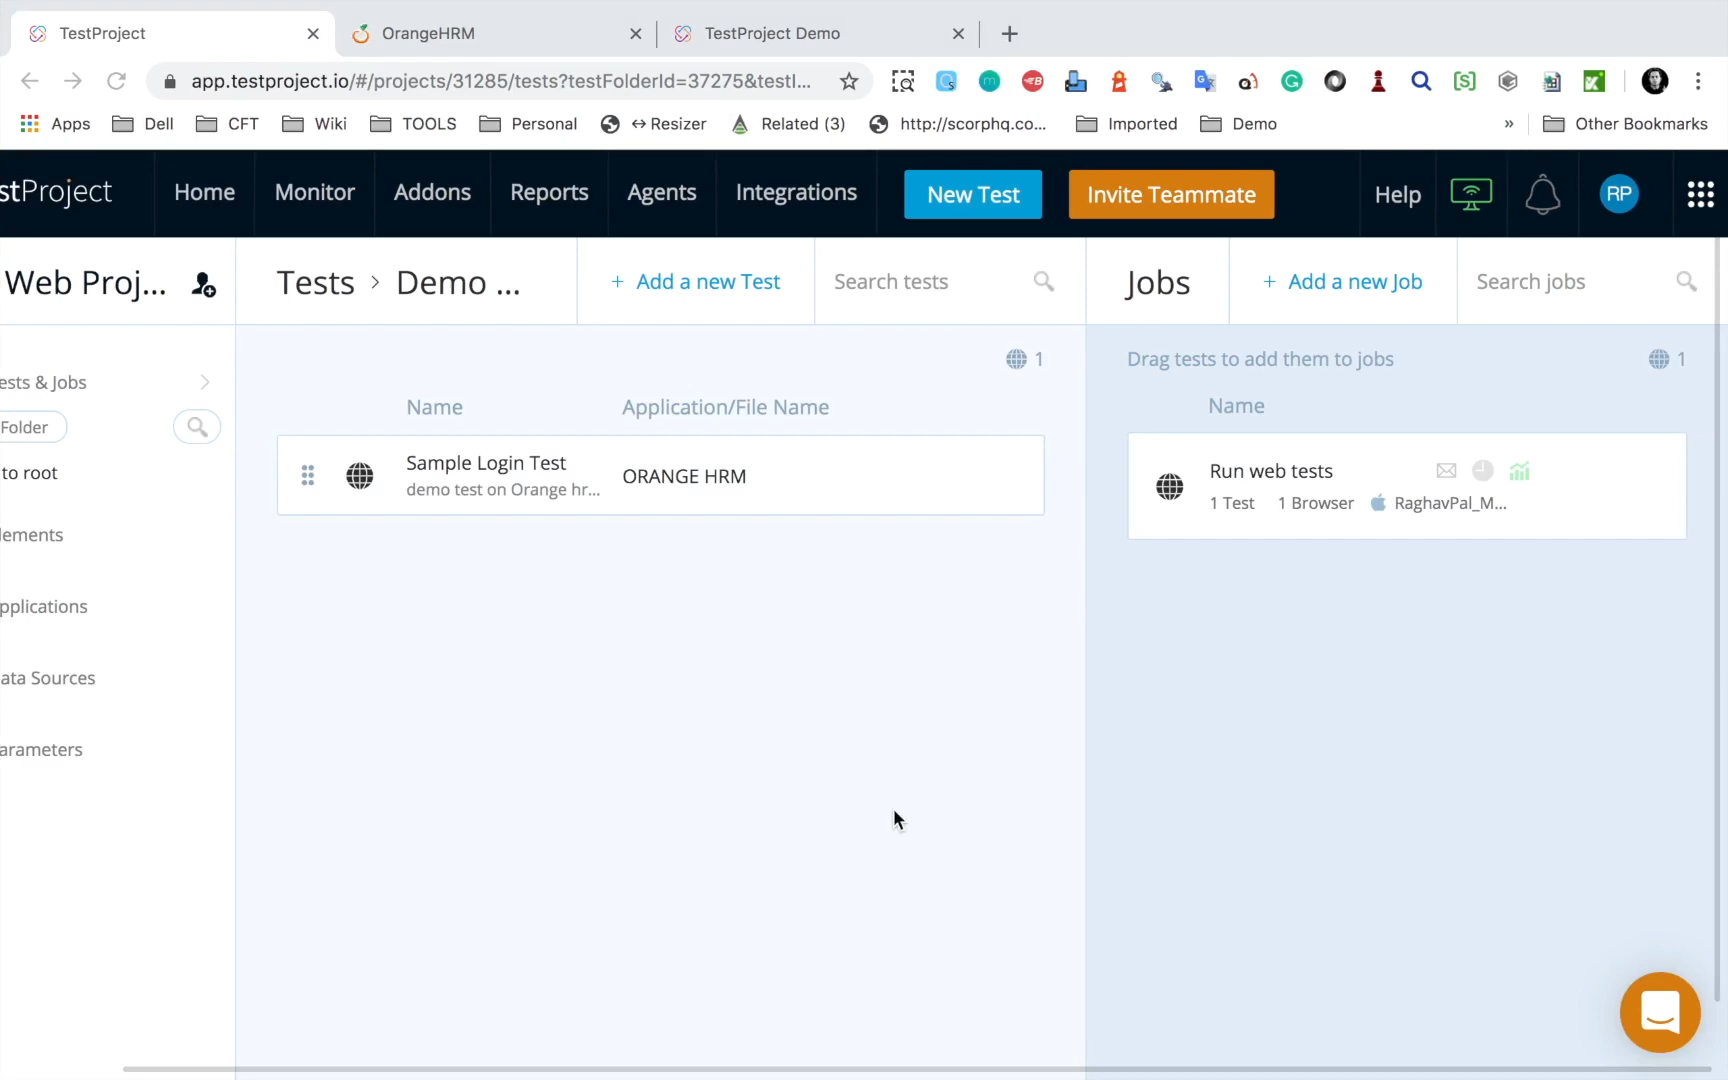 TestProject
OrangeHRM
TestProject Demo
app.testproject.io/#/projects/31285/tests?testFolderId=37275&testI...
Apps
Dell
CFT
Wiki
TOOLS
Personal
↔ Resizer
Related (3)
http://scorphq.co...
Imported
Demo
»
Other Bookmarks
stProject
Home
Monitor
Addons
Reports
Agents
Integrations
New Test
Invite Teammate
Help
RP
Web Proj...
Tests > Demo ...
+ Add a new Test
Search tests
Jobs
+ Add a new Job
Search jobs
ests & Jobs
Folder
to root
lements
pplications
ata Sources
arameters
1
Name
Application/File Name
Sample Login Test
demo test on Orange hr...
ORANGE HRM
Drag tests to add them to jobs
1
Name
Run web tests
1 Test
1 Browser
RaghavPal_M...